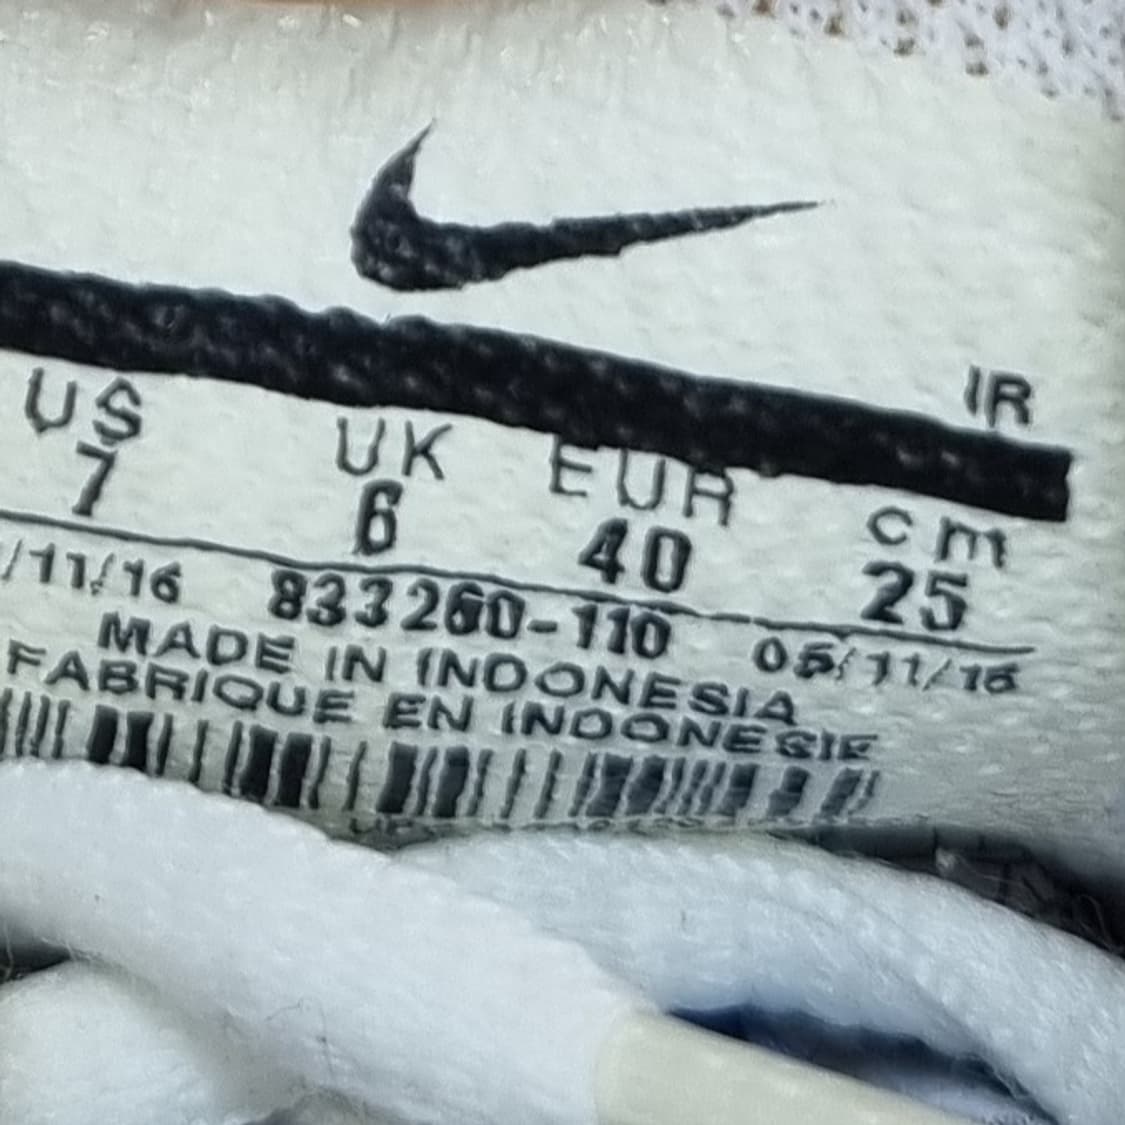 IR
US UK EUR cm
7 6 40 25
/11/16 833260-110 05/11/16
MADE IN INDONESIA
FABRIQUE EN INDONESIE